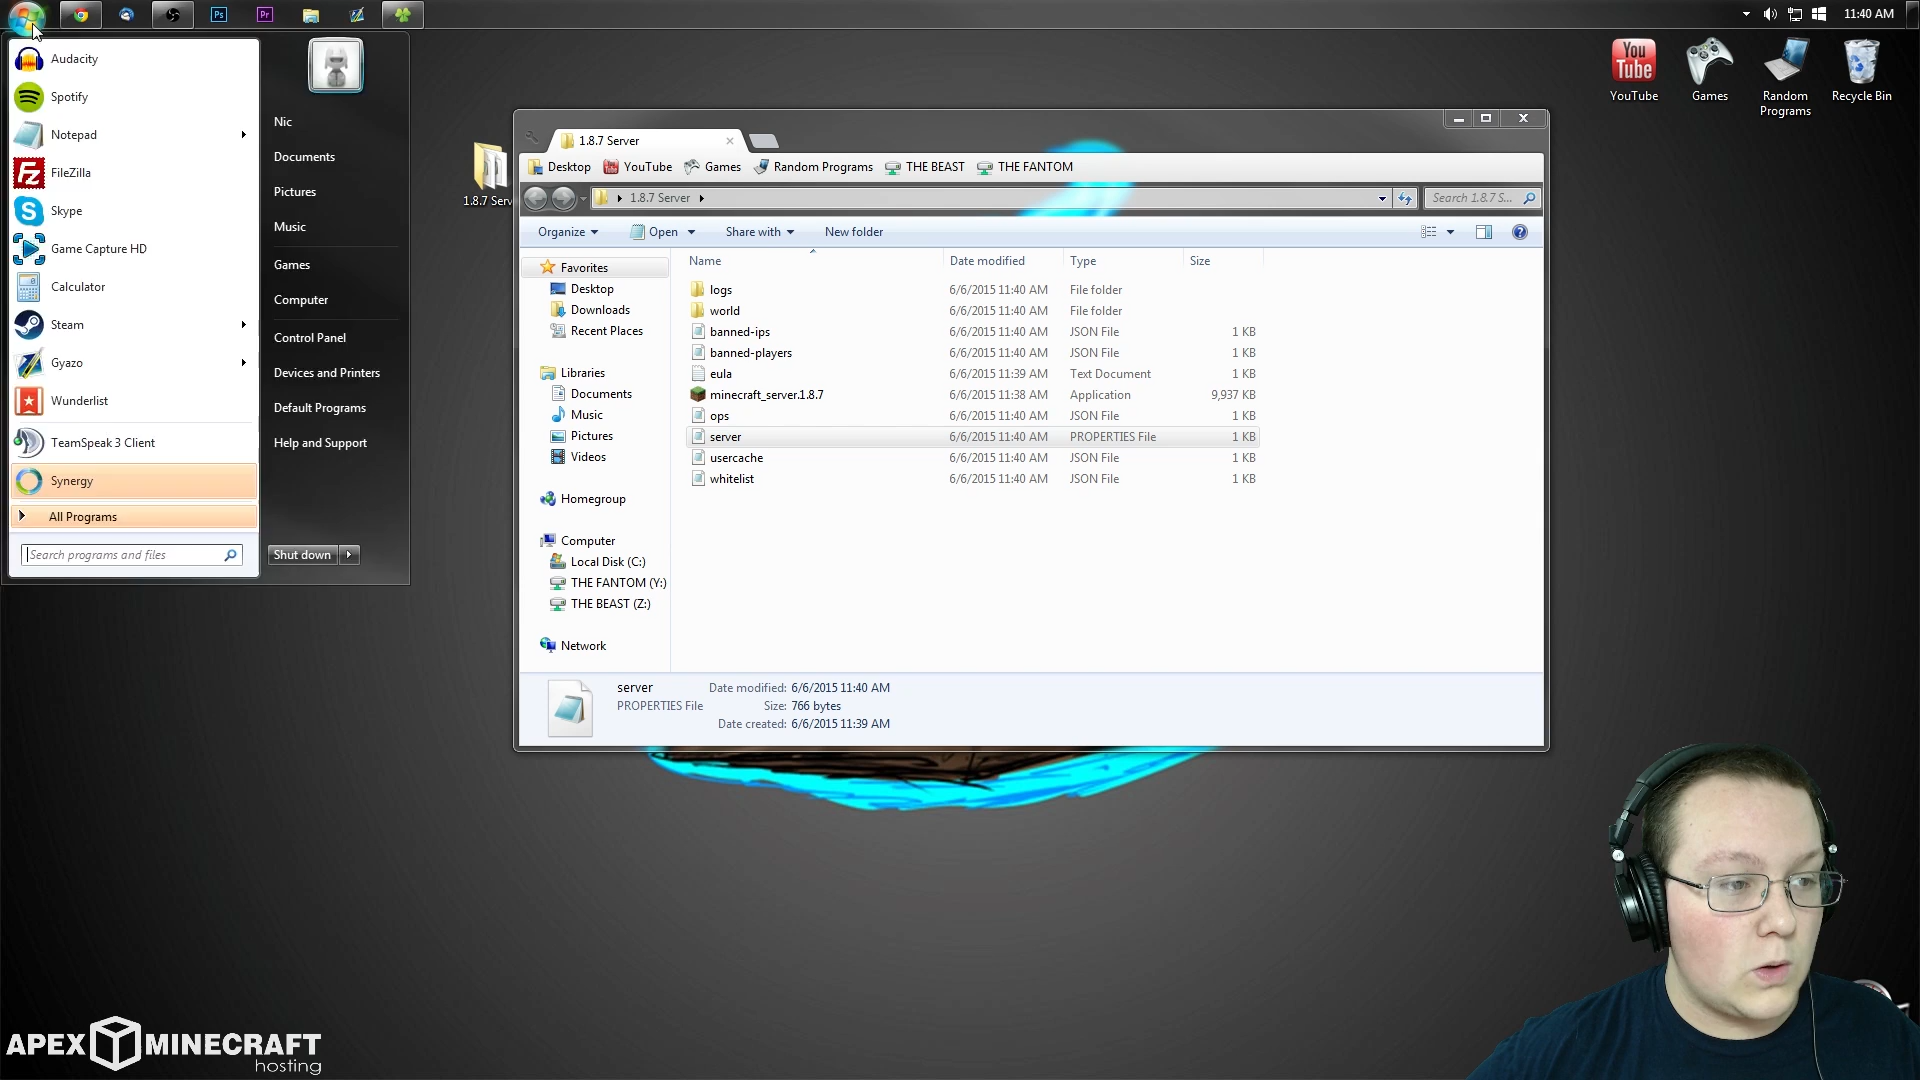 11:40 AM
Audacity
Spotify
Notepad
FileZilla
Skype
Game Capture HD
Calculator
Steam
Gyazo
Wunderlist
TeamSpeak 3 Client
Synergy
All Programs
Search programs and files
Nic
Documents
Pictures
Music
Games
Computer
Control Panel
Devices and Printers
Default Programs
Help and Support
Shut down
Ps
Pr
You
Tube
YouTube
Games
Random
Programs
Recycle Bin
1.8.7 Serv
1.8.7 Server
Desktop YouTube Games Random Programs THE BEAST THE FANTOM
1.8.7 Server
Search 1.8.7 S...
Organize Open Share with New folder
Favorites
Desktop
Downloads
Recent Places
Libraries
Documents
Music
Pictures
Videos
Homegroup
Computer
Local Disk (C:)
THE FANTOM (Y:)
THE BEAST (Z:)
Network
Name Date modified Type Size
logs 6/6/2015 11:40 AM File folder
world 6/6/2015 11:40 AM File folder
banned-ips 6/6/2015 11:40 AM JSON File 1 KB
banned-players 6/6/2015 11:40 AM JSON File 1 KB
eula 6/6/2015 11:39 AM Text Document 1 KB
minecraft_server.1.8.7 6/6/2015 11:38 AM Application 9,937 KB
ops 6/6/2015 11:40 AM JSON File 1 KB
server 6/6/2015 11:40 AM PROPERTIES File 1 KB
usercache 6/6/2015 11:40 AM JSON File 1 KB
whitelist 6/6/2015 11:40 AM JSON File 1 KB
server Date modified: 6/6/2015 11:40 AM
PROPERTIES File Size: 766 bytes
Date created: 6/6/2015 11:39 AM
APEX MINECRAFT
hosting